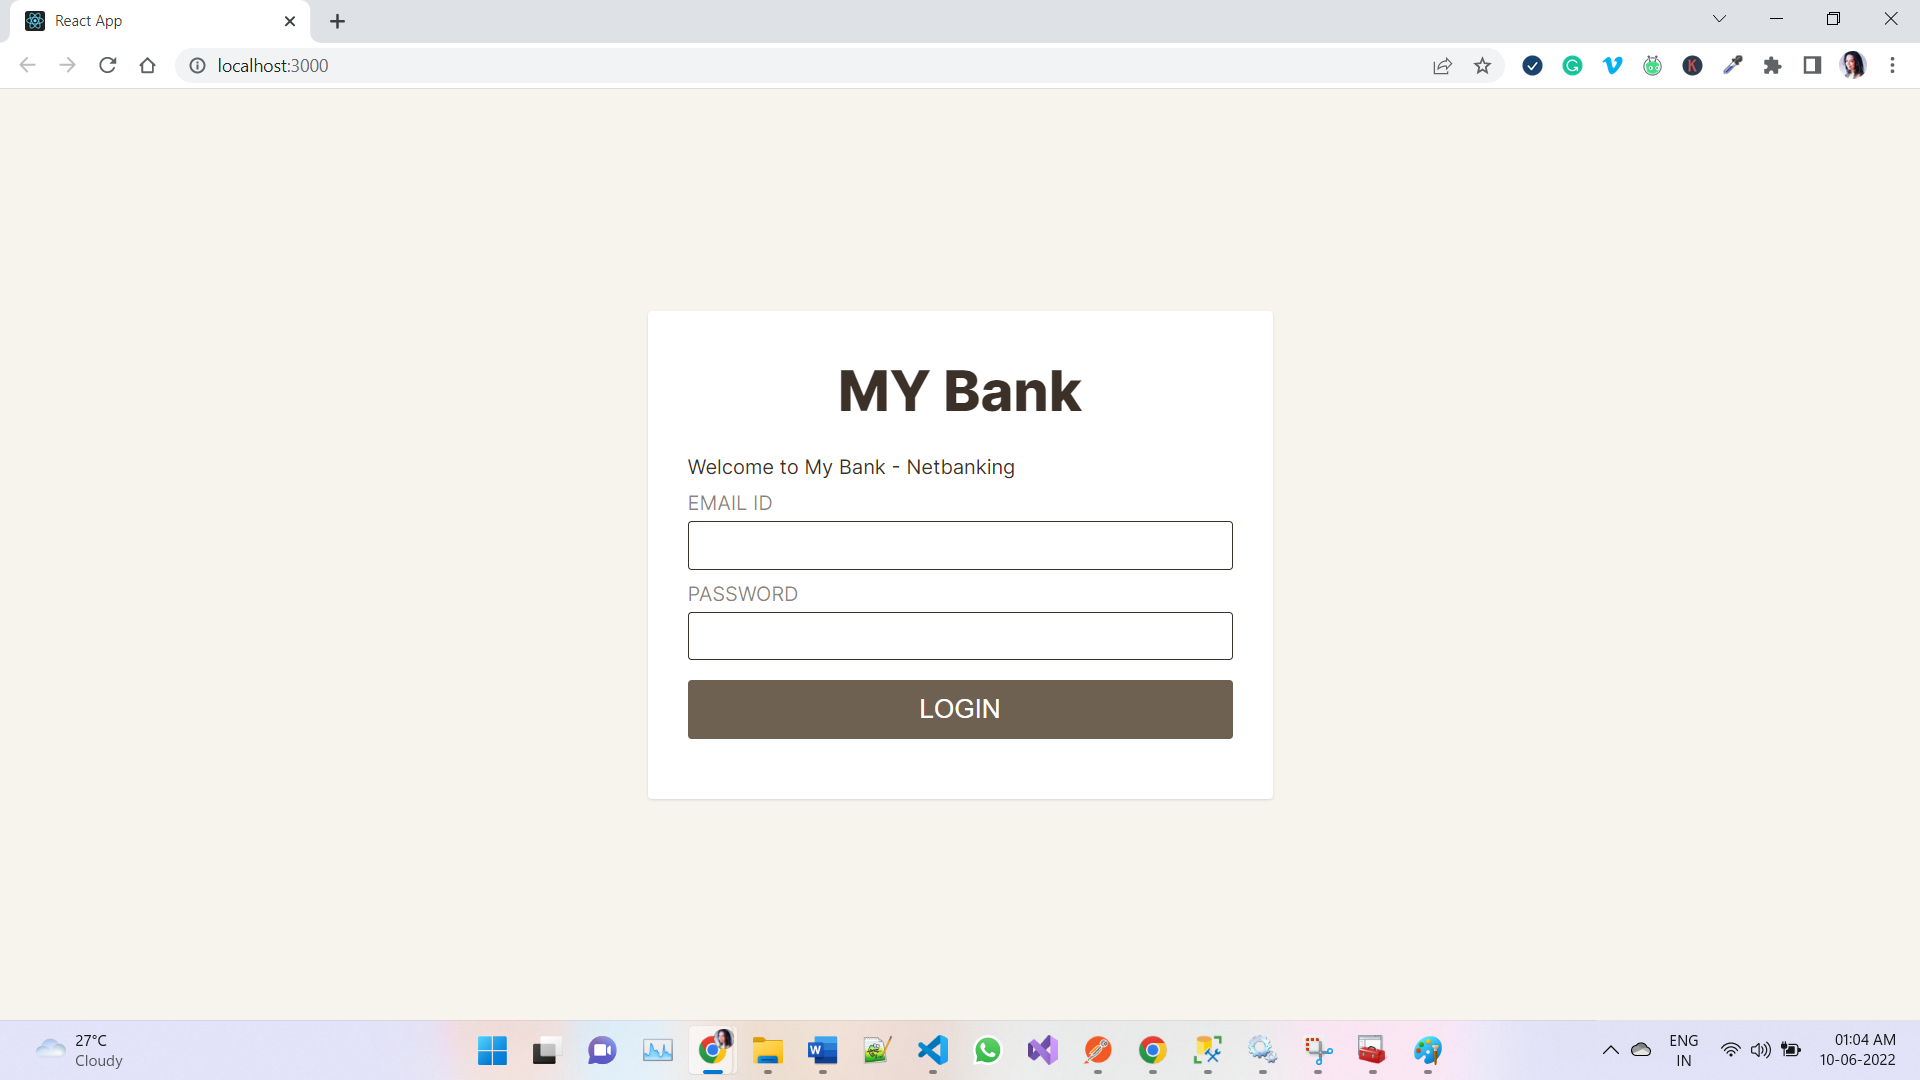 React App
localhost:3000
MY Bank
Welcome to My Bank - Netbanking
EMAIL ID
PASSWORD
LOGIN
27°C
Cloudy
ENG
IN
01:04 AM
10-06-2022